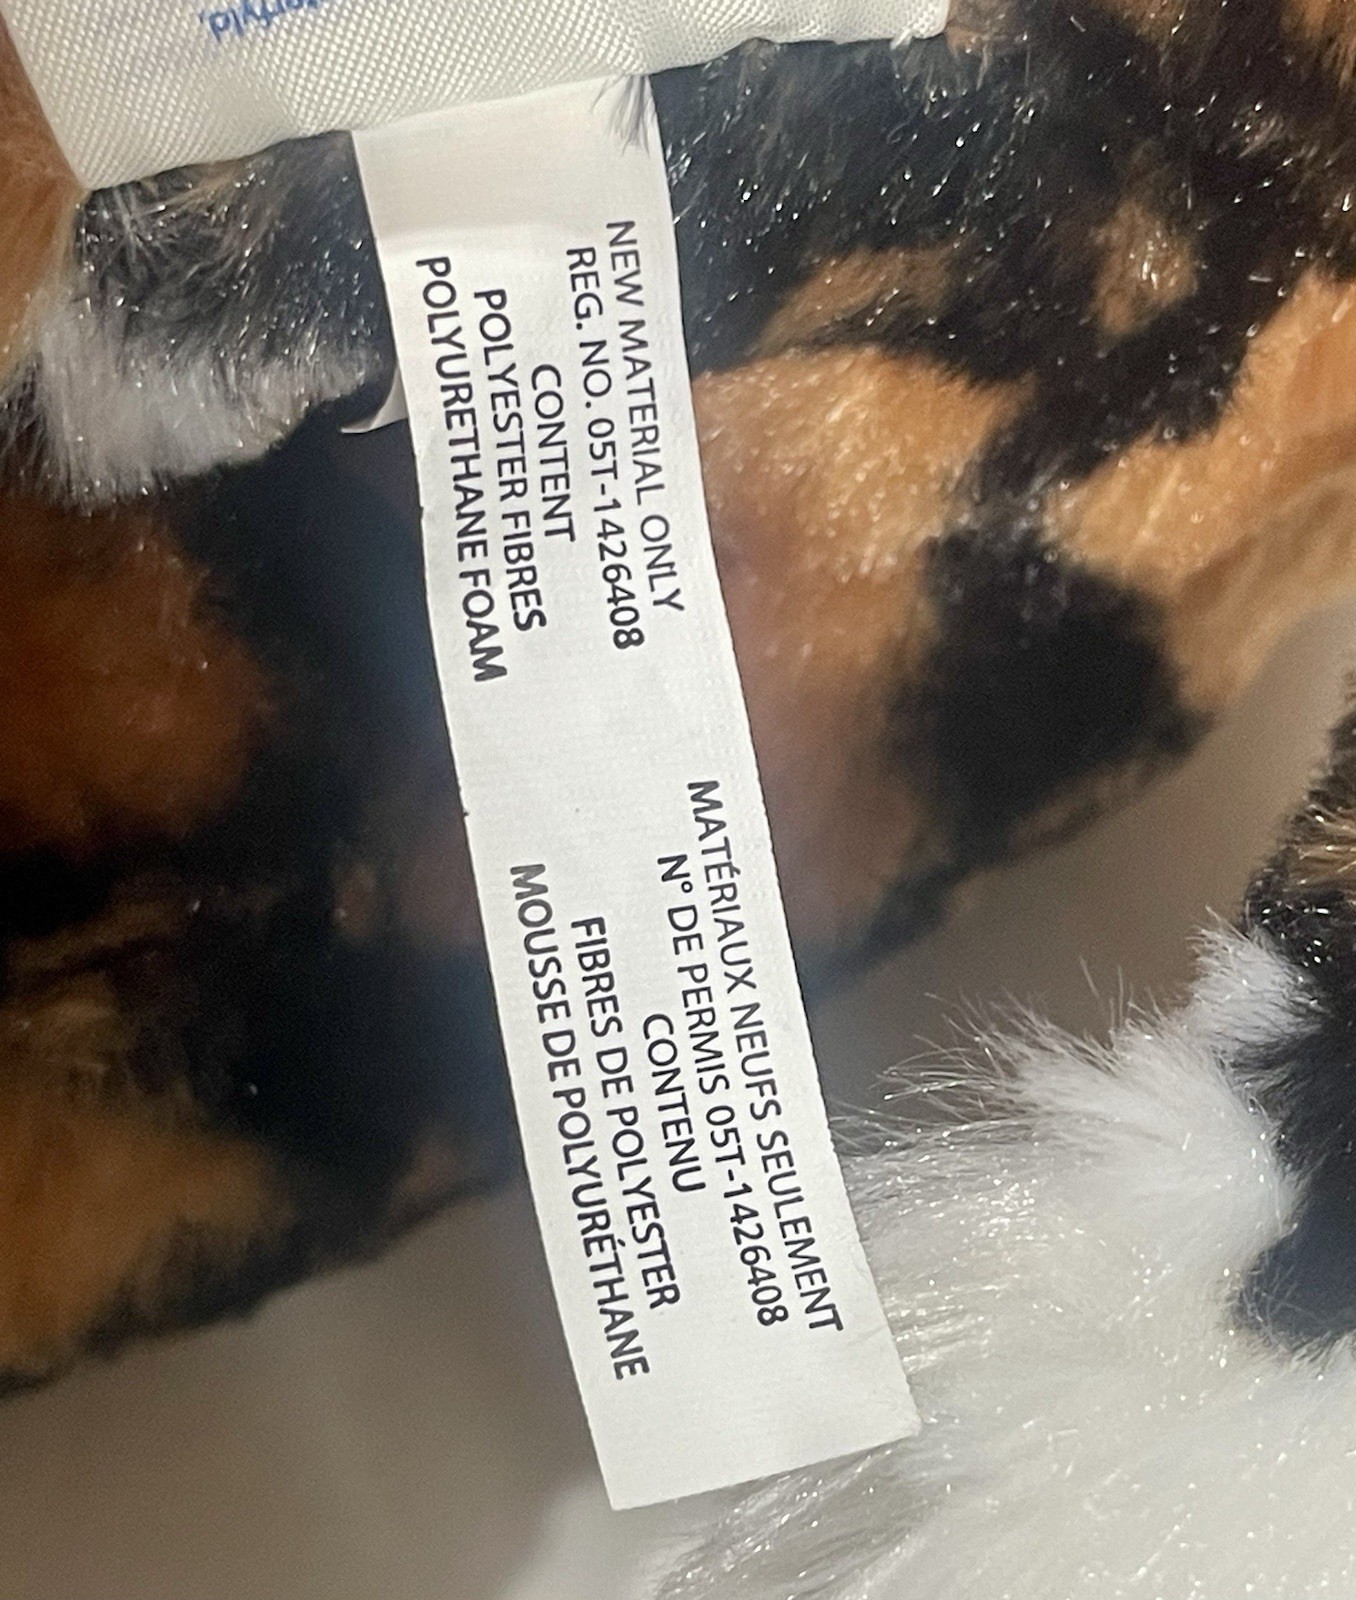 NEW MATERIAL ONLY
REG. NO. 05T-1426408
CONTENT
POLYESTER FIBRES
POLYURETHANE FOAM
MATÉRIAUX NEUFS SEULEMENT
N° DE PERMIS 05T-1426408
CONTENU
FIBRES DE POLYESTER
MOUSSE DE POLYURÉTHANE